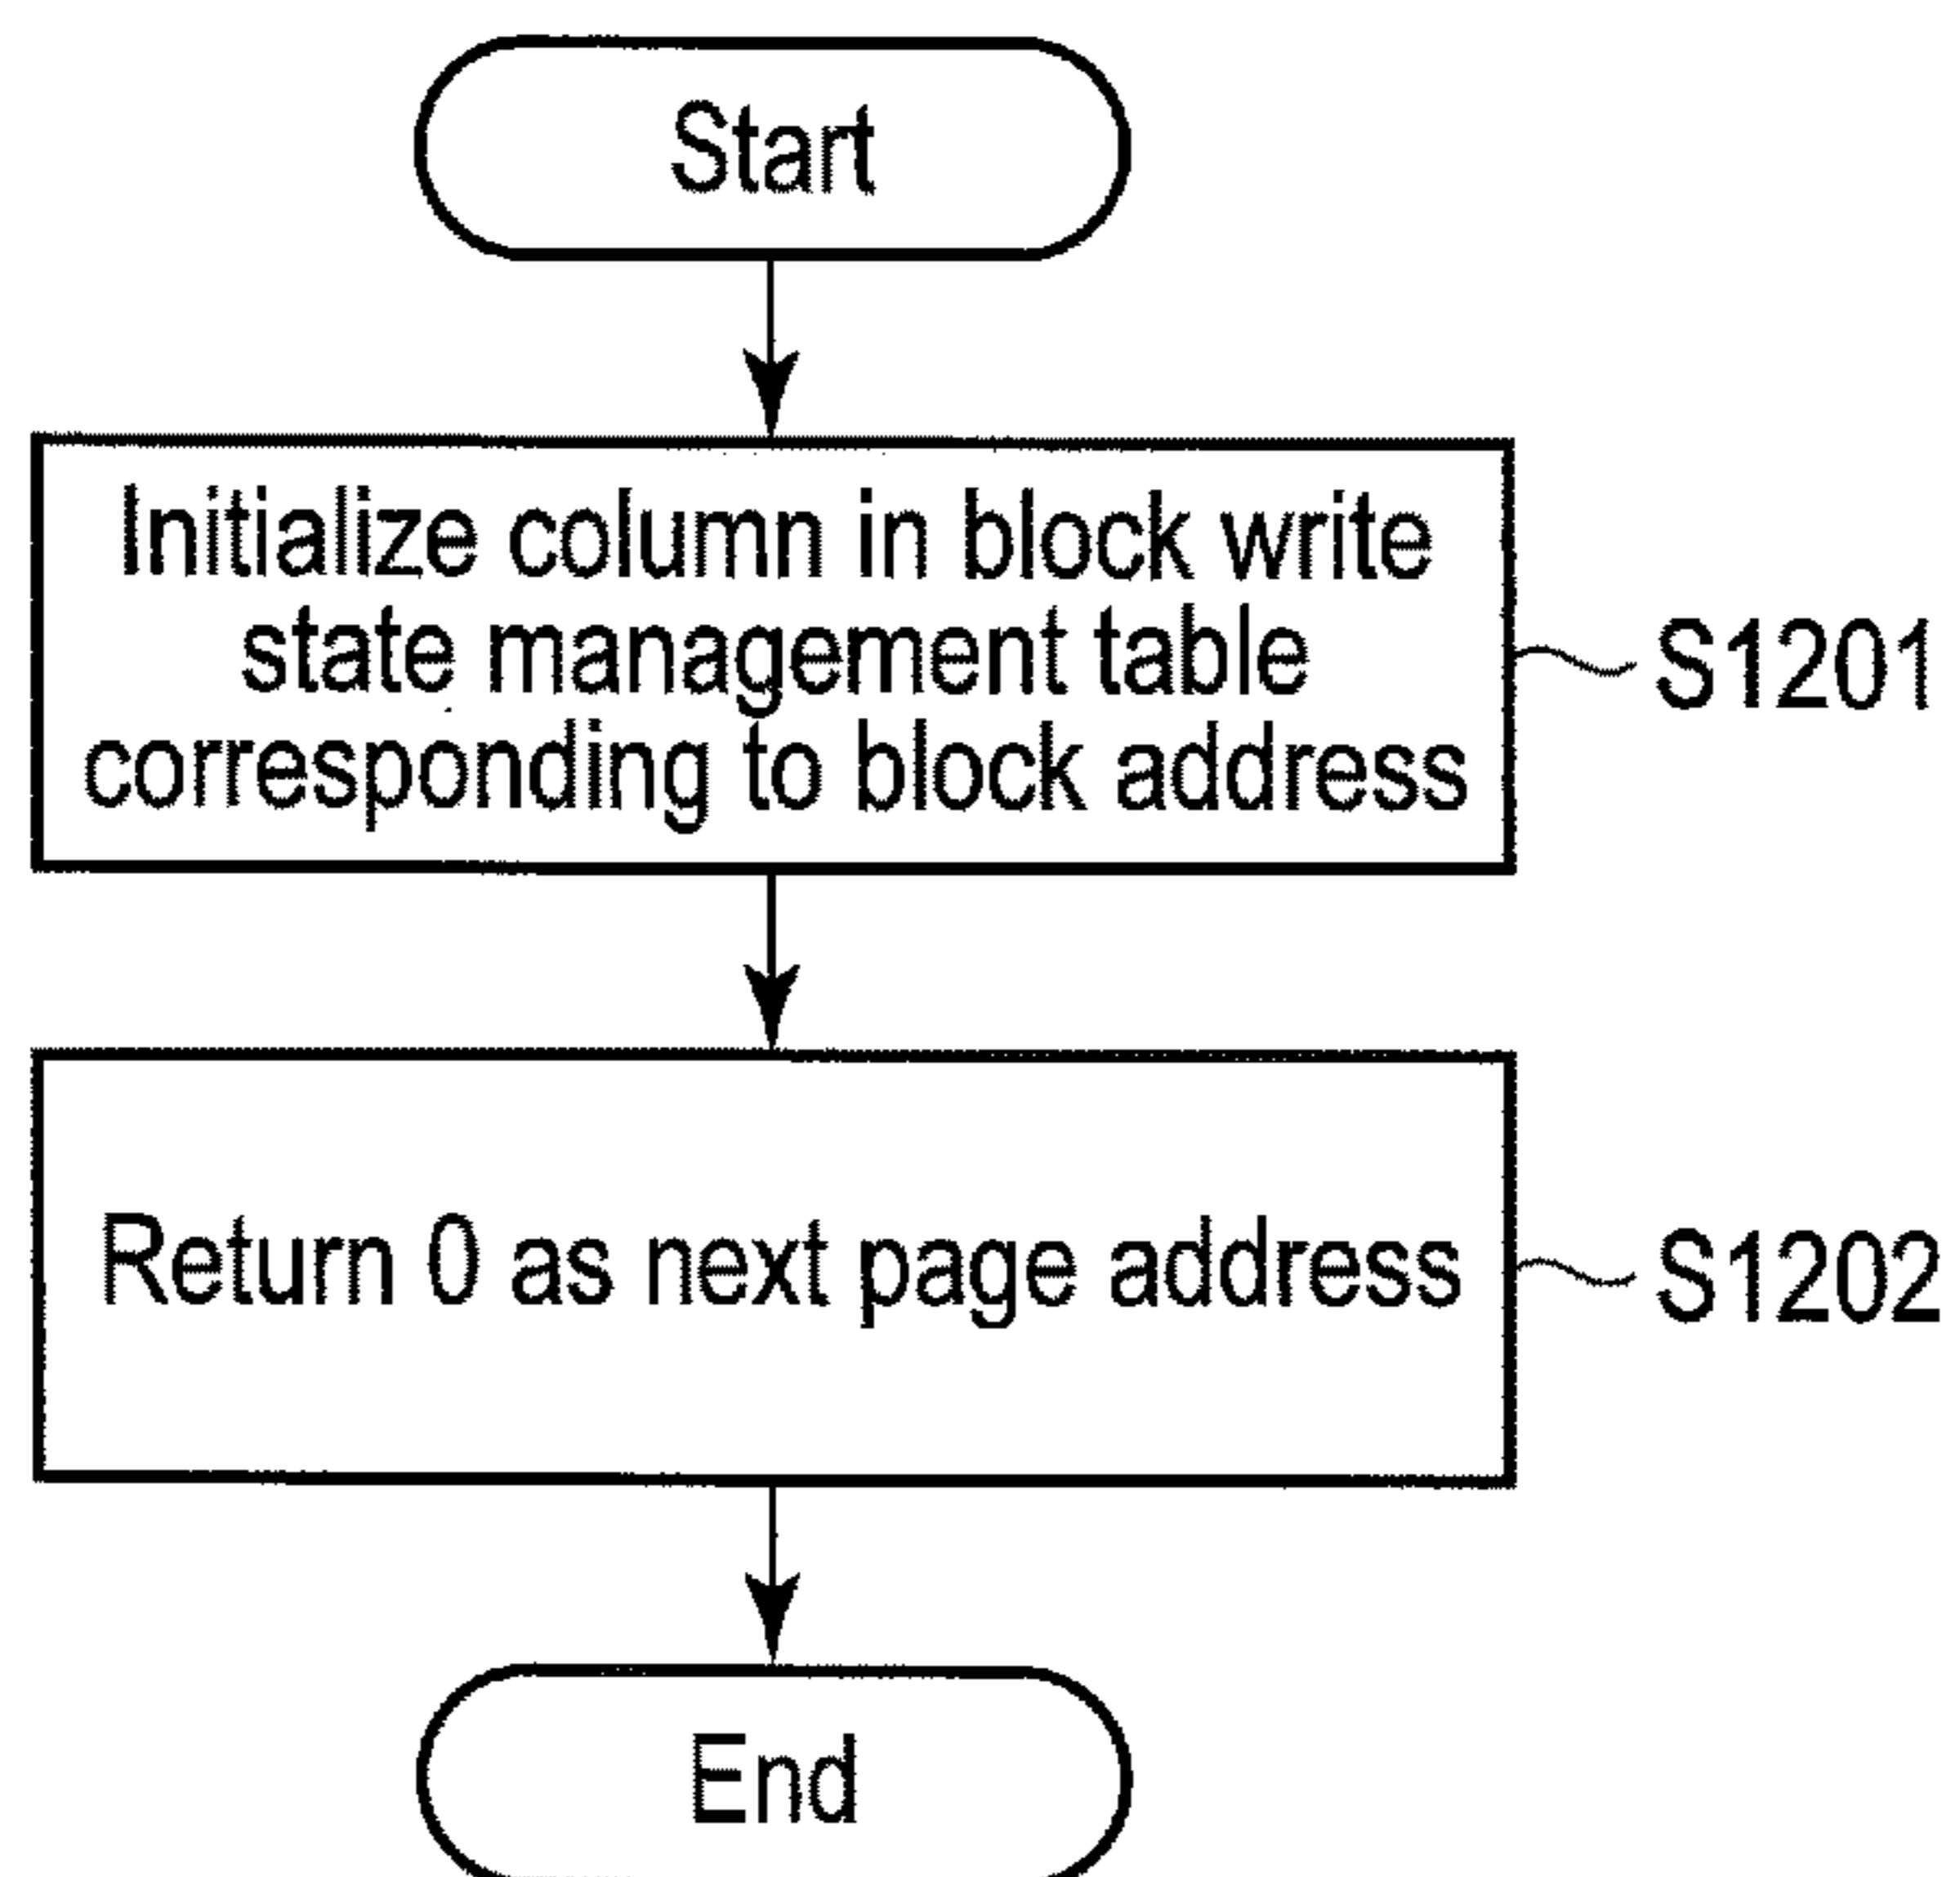 Start
Initialize column in block write
state management table
corresponding to block address
S1201
Return 0 as next page address
S1202
End